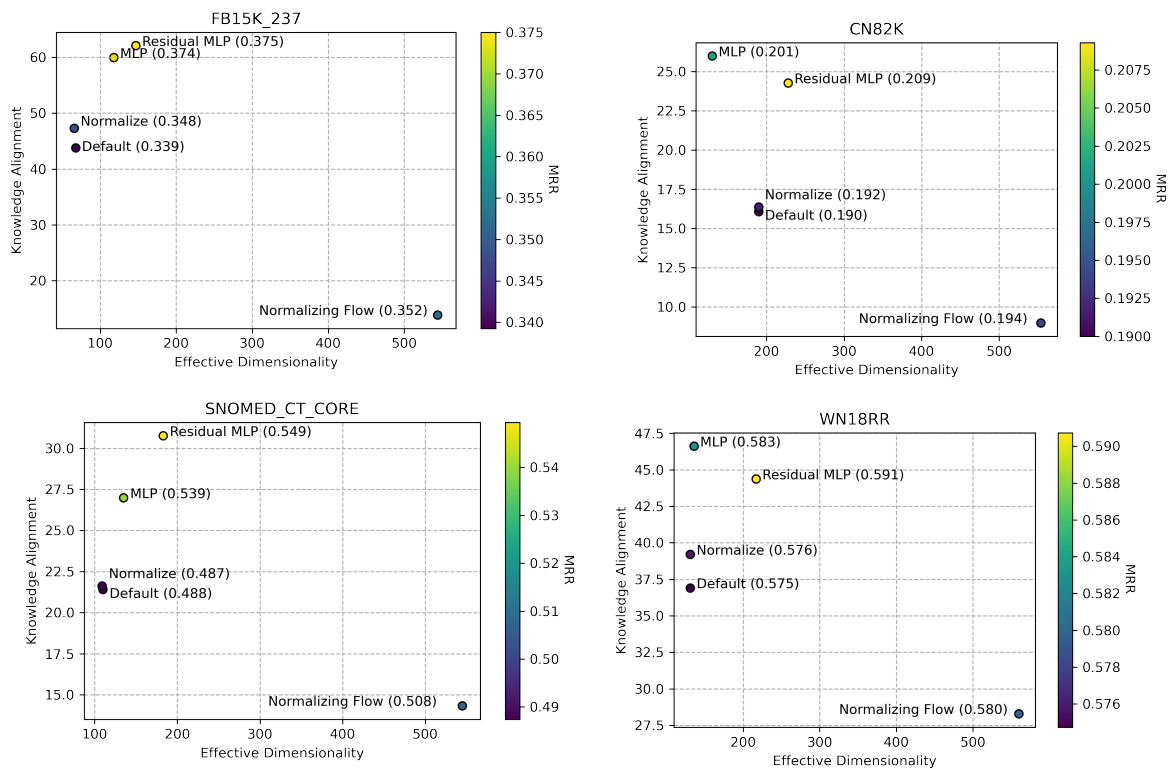 FB15K_237
Residual MLP (0.375)
MLP (0.374)
Normalize (0.348)
Default (0.339)
Normalizing Flow (0.352)
60
50
40
30
20
100 200 300 400 500
Knowledge Alignment
Effective Dimensionality
0.375
0.370
0.365
0.360
0.355
0.350
0.345
0.340
MRR
CN82K
MLP (0.201)
Residual MLP (0.209)
Normalize (0.192)
Default (0.190)
Normalizing Flow (0.194)
25.0
22.5
20.0
17.5
15.0
12.5
10.0
200 300 400 500
Knowledge Alignment
Effective Dimensionality
0.2075
0.2050
0.2025
0.2000
0.1975
0.1950
0.1925
0.1900
MRR
SNOMED_CT_CORE
Residual MLP (0.549)
MLP (0.539)
Normalize (0.487)
Default (0.488)
Normalizing Flow (0.508)
30.0
27.5
25.0
22.5
20.0
17.5
15.0
100 200 300 400 500
Knowledge Alignment
Effective Dimensionality
0.54
0.53
0.52
0.51
0.50
0.49
MRR
WN18RR
MLP (0.583)
Residual MLP (0.591)
Normalize (0.576)
Default (0.575)
Normalizing Flow (0.580)
47.5
45.0
42.5
40.0
37.5
35.0
32.5
30.0
27.5
200 300 400 500
Knowledge Alignment
Effective Dimensionality
0.590
0.588
0.586
0.584
0.582
0.580
0.578
0.576
MRR